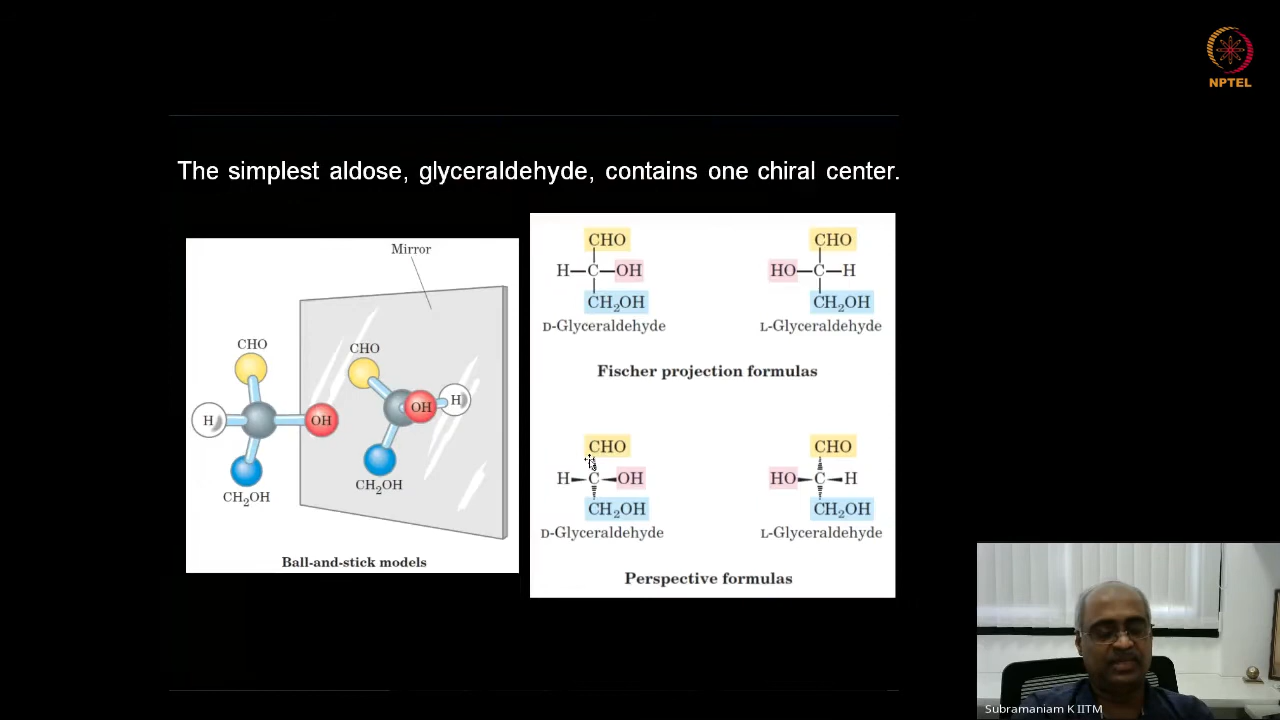 NPTEL
The simplest aldose, glyceraldehyde, contains one chiral center.
Mirror
CHO
CHO
H
OH
OH
H
CH₂OH
CH₂OH
Ball-and-stick models
CHO
H—C—OH
CH₂OH
D-Glyceraldehyde
CHO
HO—C—H
CH₂OH
L-Glyceraldehyde
Fischer projection formulas
CHO
H C OH
CH₂OH
D-Glyceraldehyde
CHO
HO C H
CH₂OH
L-Glyceraldehyde
Perspective formulas
Subramaniam K IITM